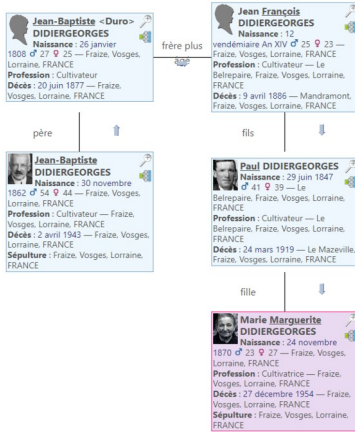 Jean-Baptiste <Duro>
DIDIERGEORGES
Naissance : 26 janvier
1808 ♂ 27 ♀ 25 — Fraize, Vosges,
Lorraine, FRANCE
Profession : Cultivateur
Décès : 20 juin 1877 — Fraize,
Vosges, Lorraine, FRANCE
frère plus
âgé
Jean François
DIDIERGEORGES
Naissance : 12
vendémiaire An XIV ♂ 25 ♀ 23 —
Fraize, Vosges, Lorraine, FRANCE
Profession : Cultivateur — Le
Belrepaire, Fraize, Vosges, Lorraine,
FRANCE
Décès : 9 avril 1886 — Mandramont,
Fraize, Vosges, Lorraine, FRANCE
père
fils
Jean-Baptiste
DIDIERGEORGES
Naissance : 30 novembre
1862 ♂ 54 ♀ 44 — Fraize, Vosges,
Lorraine, FRANCE
Profession : Cultivateur — Fraize,
Vosges, Lorraine, FRANCE
Décès : 2 avril 1943 — Fraize, Vosges,
Lorraine, FRANCE
Sépulture : Fraize, Vosges, Lorraine,
FRANCE
Paul DIDIERGEORGES
Naissance : 29 juin 1847
♂ 41 ♀ 39 — Le
Belrepaire, Fraize, Vosges, Lorraine,
FRANCE
Profession : Cultivateur — Le
Belrepaire, Fraize, Vosges, Lorraine,
FRANCE
Décès : 24 mars 1919 — Le Mazeville,
Fraize, Vosges, Lorraine, FRANCE
fille
Marie Marguerite
DIDIERGEORGES
Naissance : 24 novembre
1870 ♂ 23 ♀ 27 — Fraize, Vosges,
Lorraine, FRANCE
Profession : Cultivatrice — Fraize,
Vosges, Lorraine, FRANCE
Décès : 27 décembre 1954 — Fraize,
Vosges, Lorraine, FRANCE
Sépulture : Fraize, Vosges, Lorraine,
FRANCE